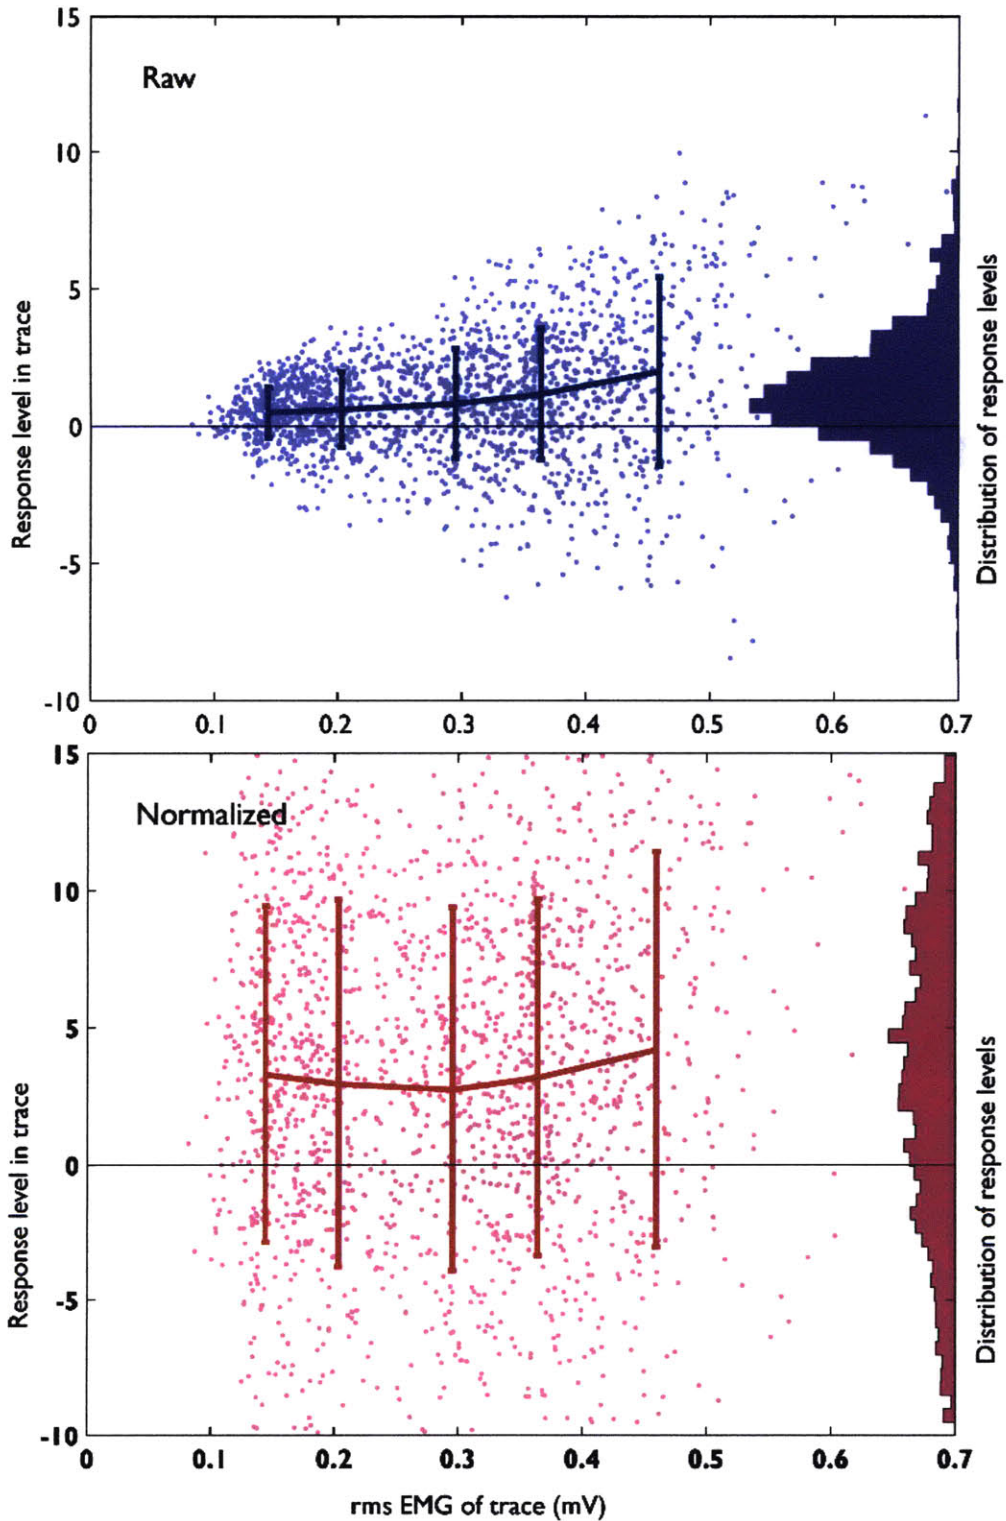 15
Raw
10
5
0
-5
-10
Response level in trace
Distribution of response levels
0 0.1 0.2 0.3 0.4 0.5 0.6 0.7
15
Normalized
10
5
0
-5
-10
Response level in trace
Distribution of response levels
0 0.1 0.2 0.3 0.4 0.5 0.6 0.7
rms EMG of trace (mV)